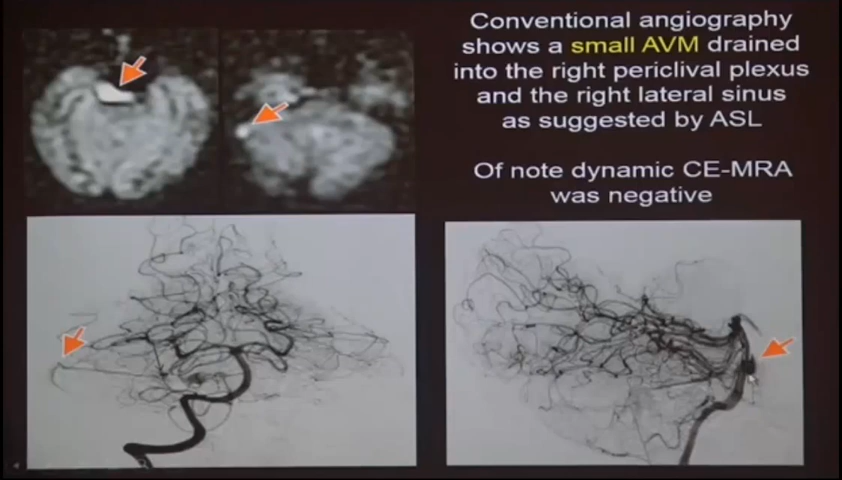 Conventional angiography
shows a small AVM drained
into the right periclival plexus
and the right lateral sinus
as suggested by ASL
Of note dynamic CE-MRA
was negative